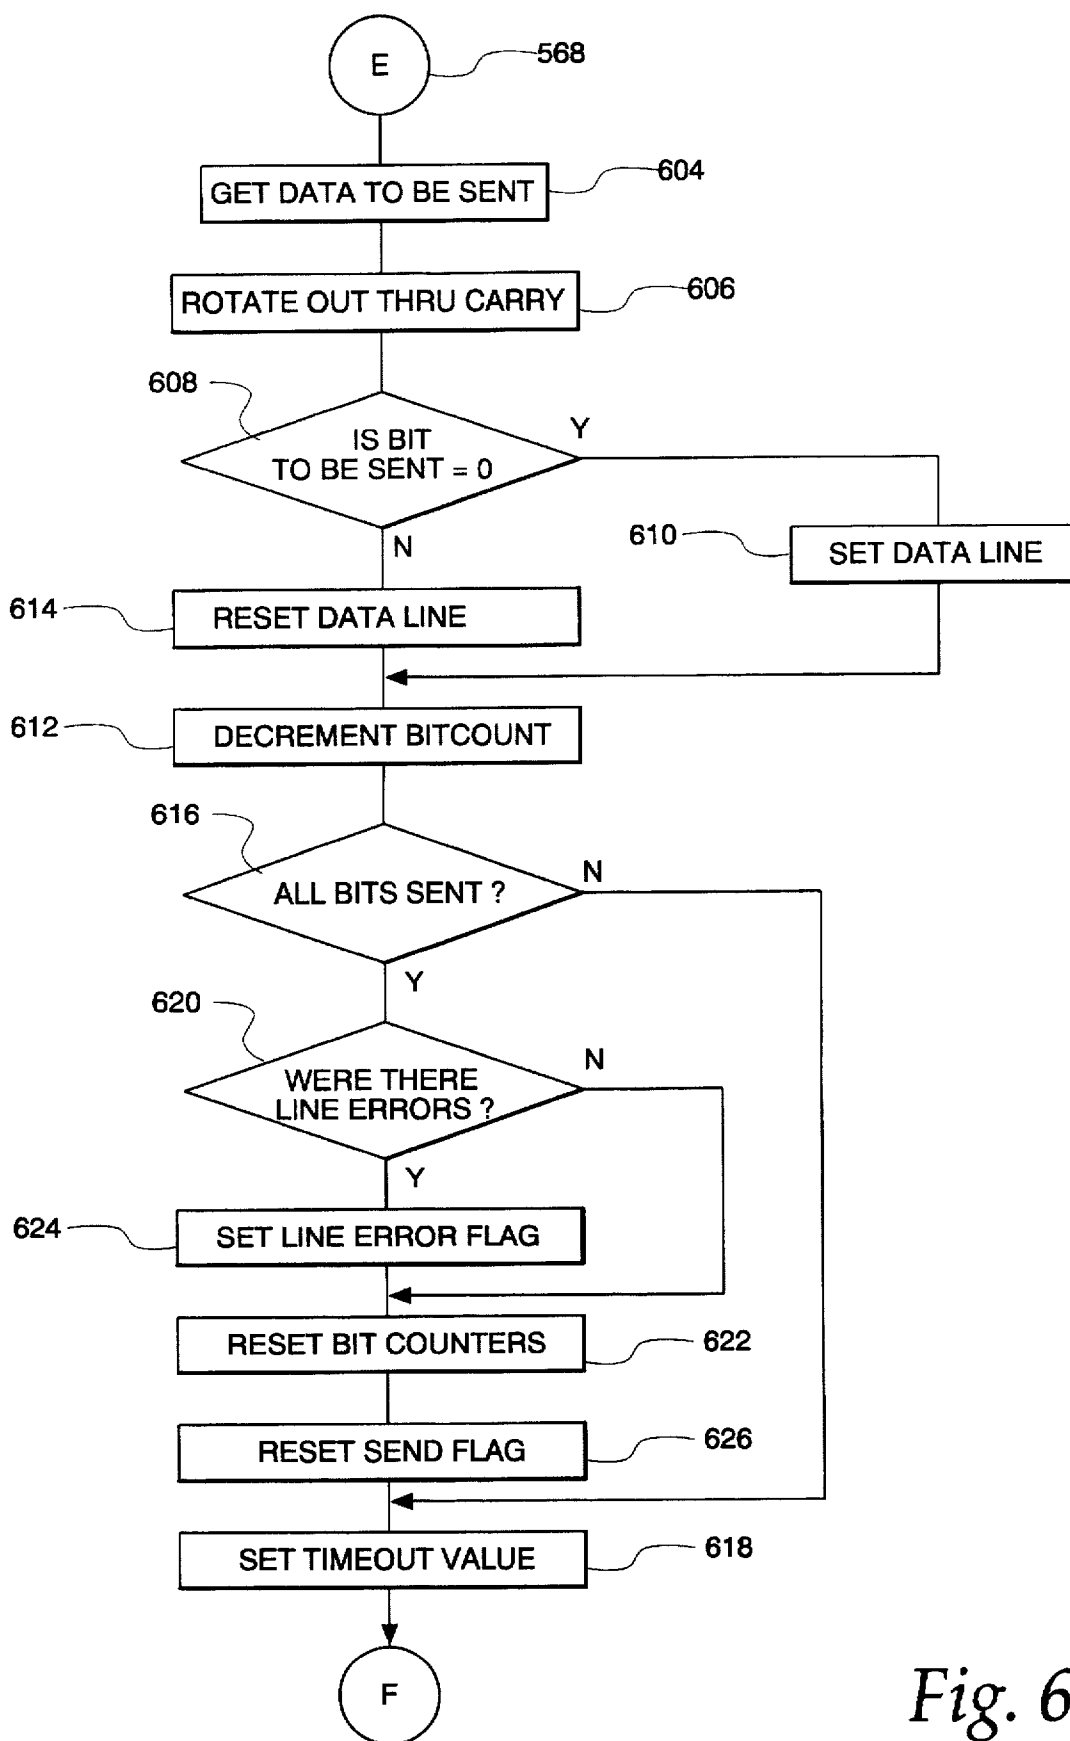 E
568
GET DATA TO BE SENT
604
ROTATE OUT THRU CARRY
606
608
IS BIT
TO BE SENT = 0
Y
N
610
SET DATA LINE
614
RESET DATA LINE
612
DECREMENT BITCOUNT
616
ALL BITS SENT ?
N
Y
620
WERE THERE
LINE ERRORS ?
N
Y
624
SET LINE ERROR FLAG
RESET BIT COUNTERS
622
RESET SEND FLAG
626
SET TIMEOUT VALUE
618
F
Fig. 6